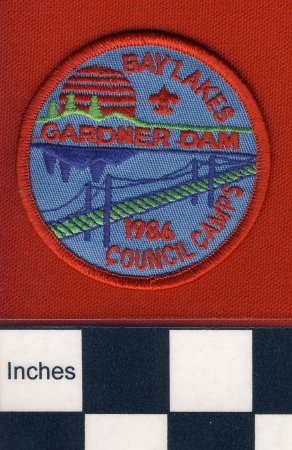 BAY LAKES
GARDNER DAM
1986
COUNCIL CAMPS
Inches